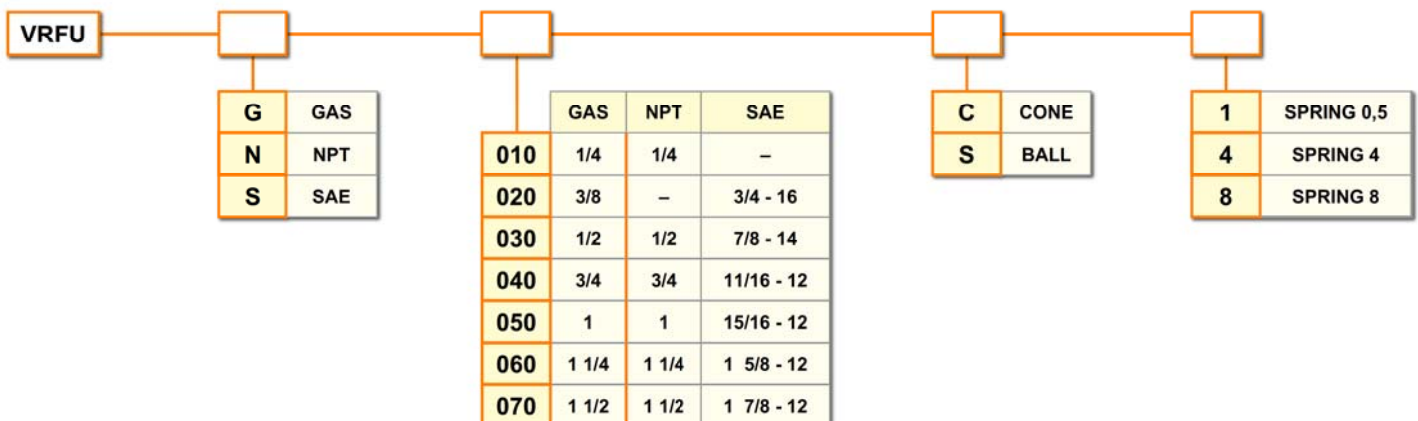 VRFU
G GAS
N NPT
S SAE
GAS NPT SAE
010 1/4 1/4 –
020 3/8 – 3/4 - 16
030 1/2 1/2 7/8 - 14
040 3/4 3/4 11/16 - 12
050 1 1 15/16 - 12
060 1 1/4 1 1/4 1 5/8 - 12
070 1 1/2 1 1/2 1 7/8 - 12
C CONE
S BALL
1 SPRING 0,5
4 SPRING 4
8 SPRING 8